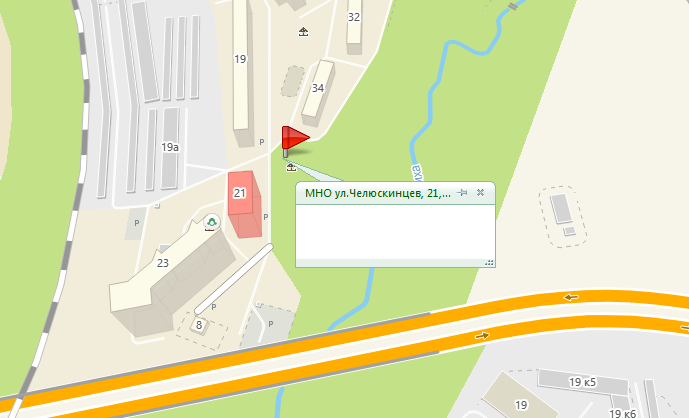 32
19
34
P
19а
21
P
МНО ул.Челюскинцев, 21,...
23
P
8
P
19 к5
19
19 к6